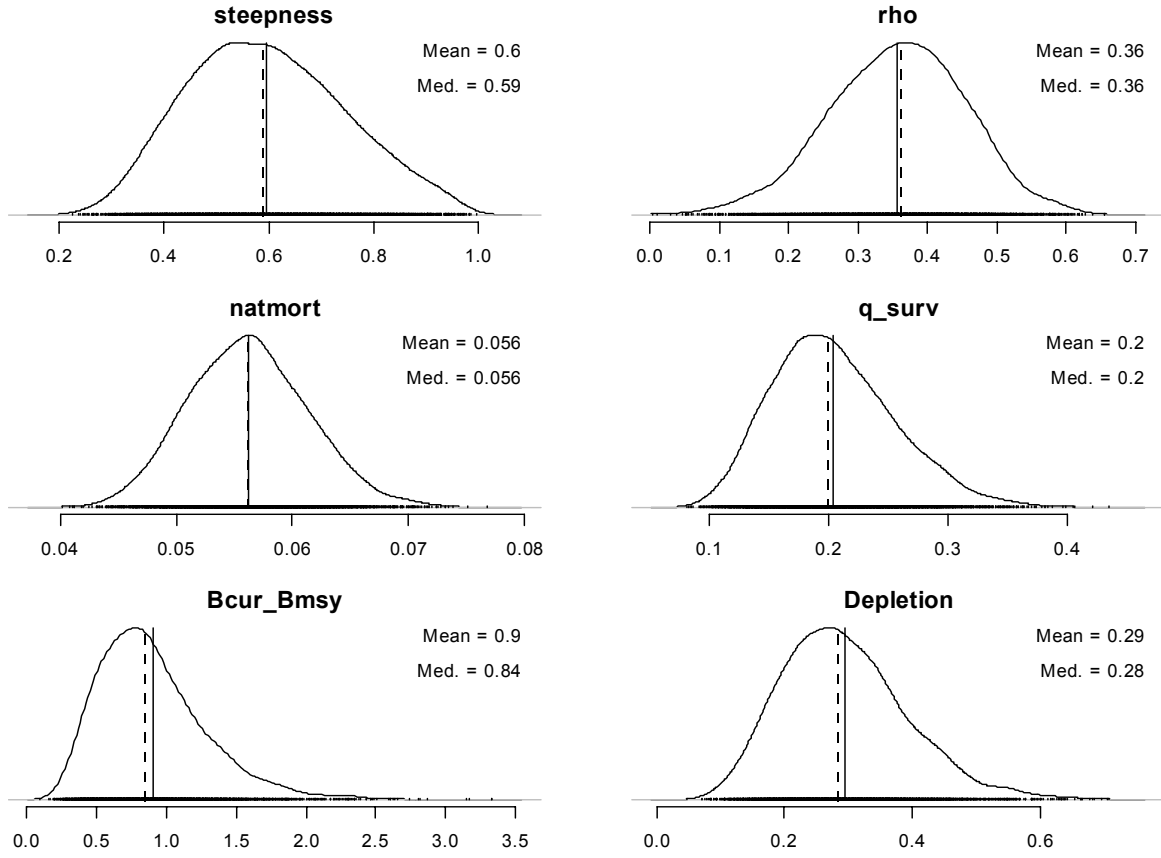 steepness
Mean = 0.6
Med. = 0.59
0.2 0.4 0.6 0.8 1.0
rho
Mean = 0.36
Med. = 0.36
0.0 0.1 0.2 0.3 0.4 0.5 0.6 0.7
natmort
Mean = 0.056
Med. = 0.056
0.04 0.05 0.06 0.07 0.08
q_surv
Mean = 0.2
Med. = 0.2
0.1 0.2 0.3 0.4
Bcur_Bmsy
Mean = 0.9
Med. = 0.84
0.0 0.5 1.0 1.5 2.0 2.5 3.0 3.5
Depletion
Mean = 0.29
Med. = 0.28
0.0 0.2 0.4 0.6